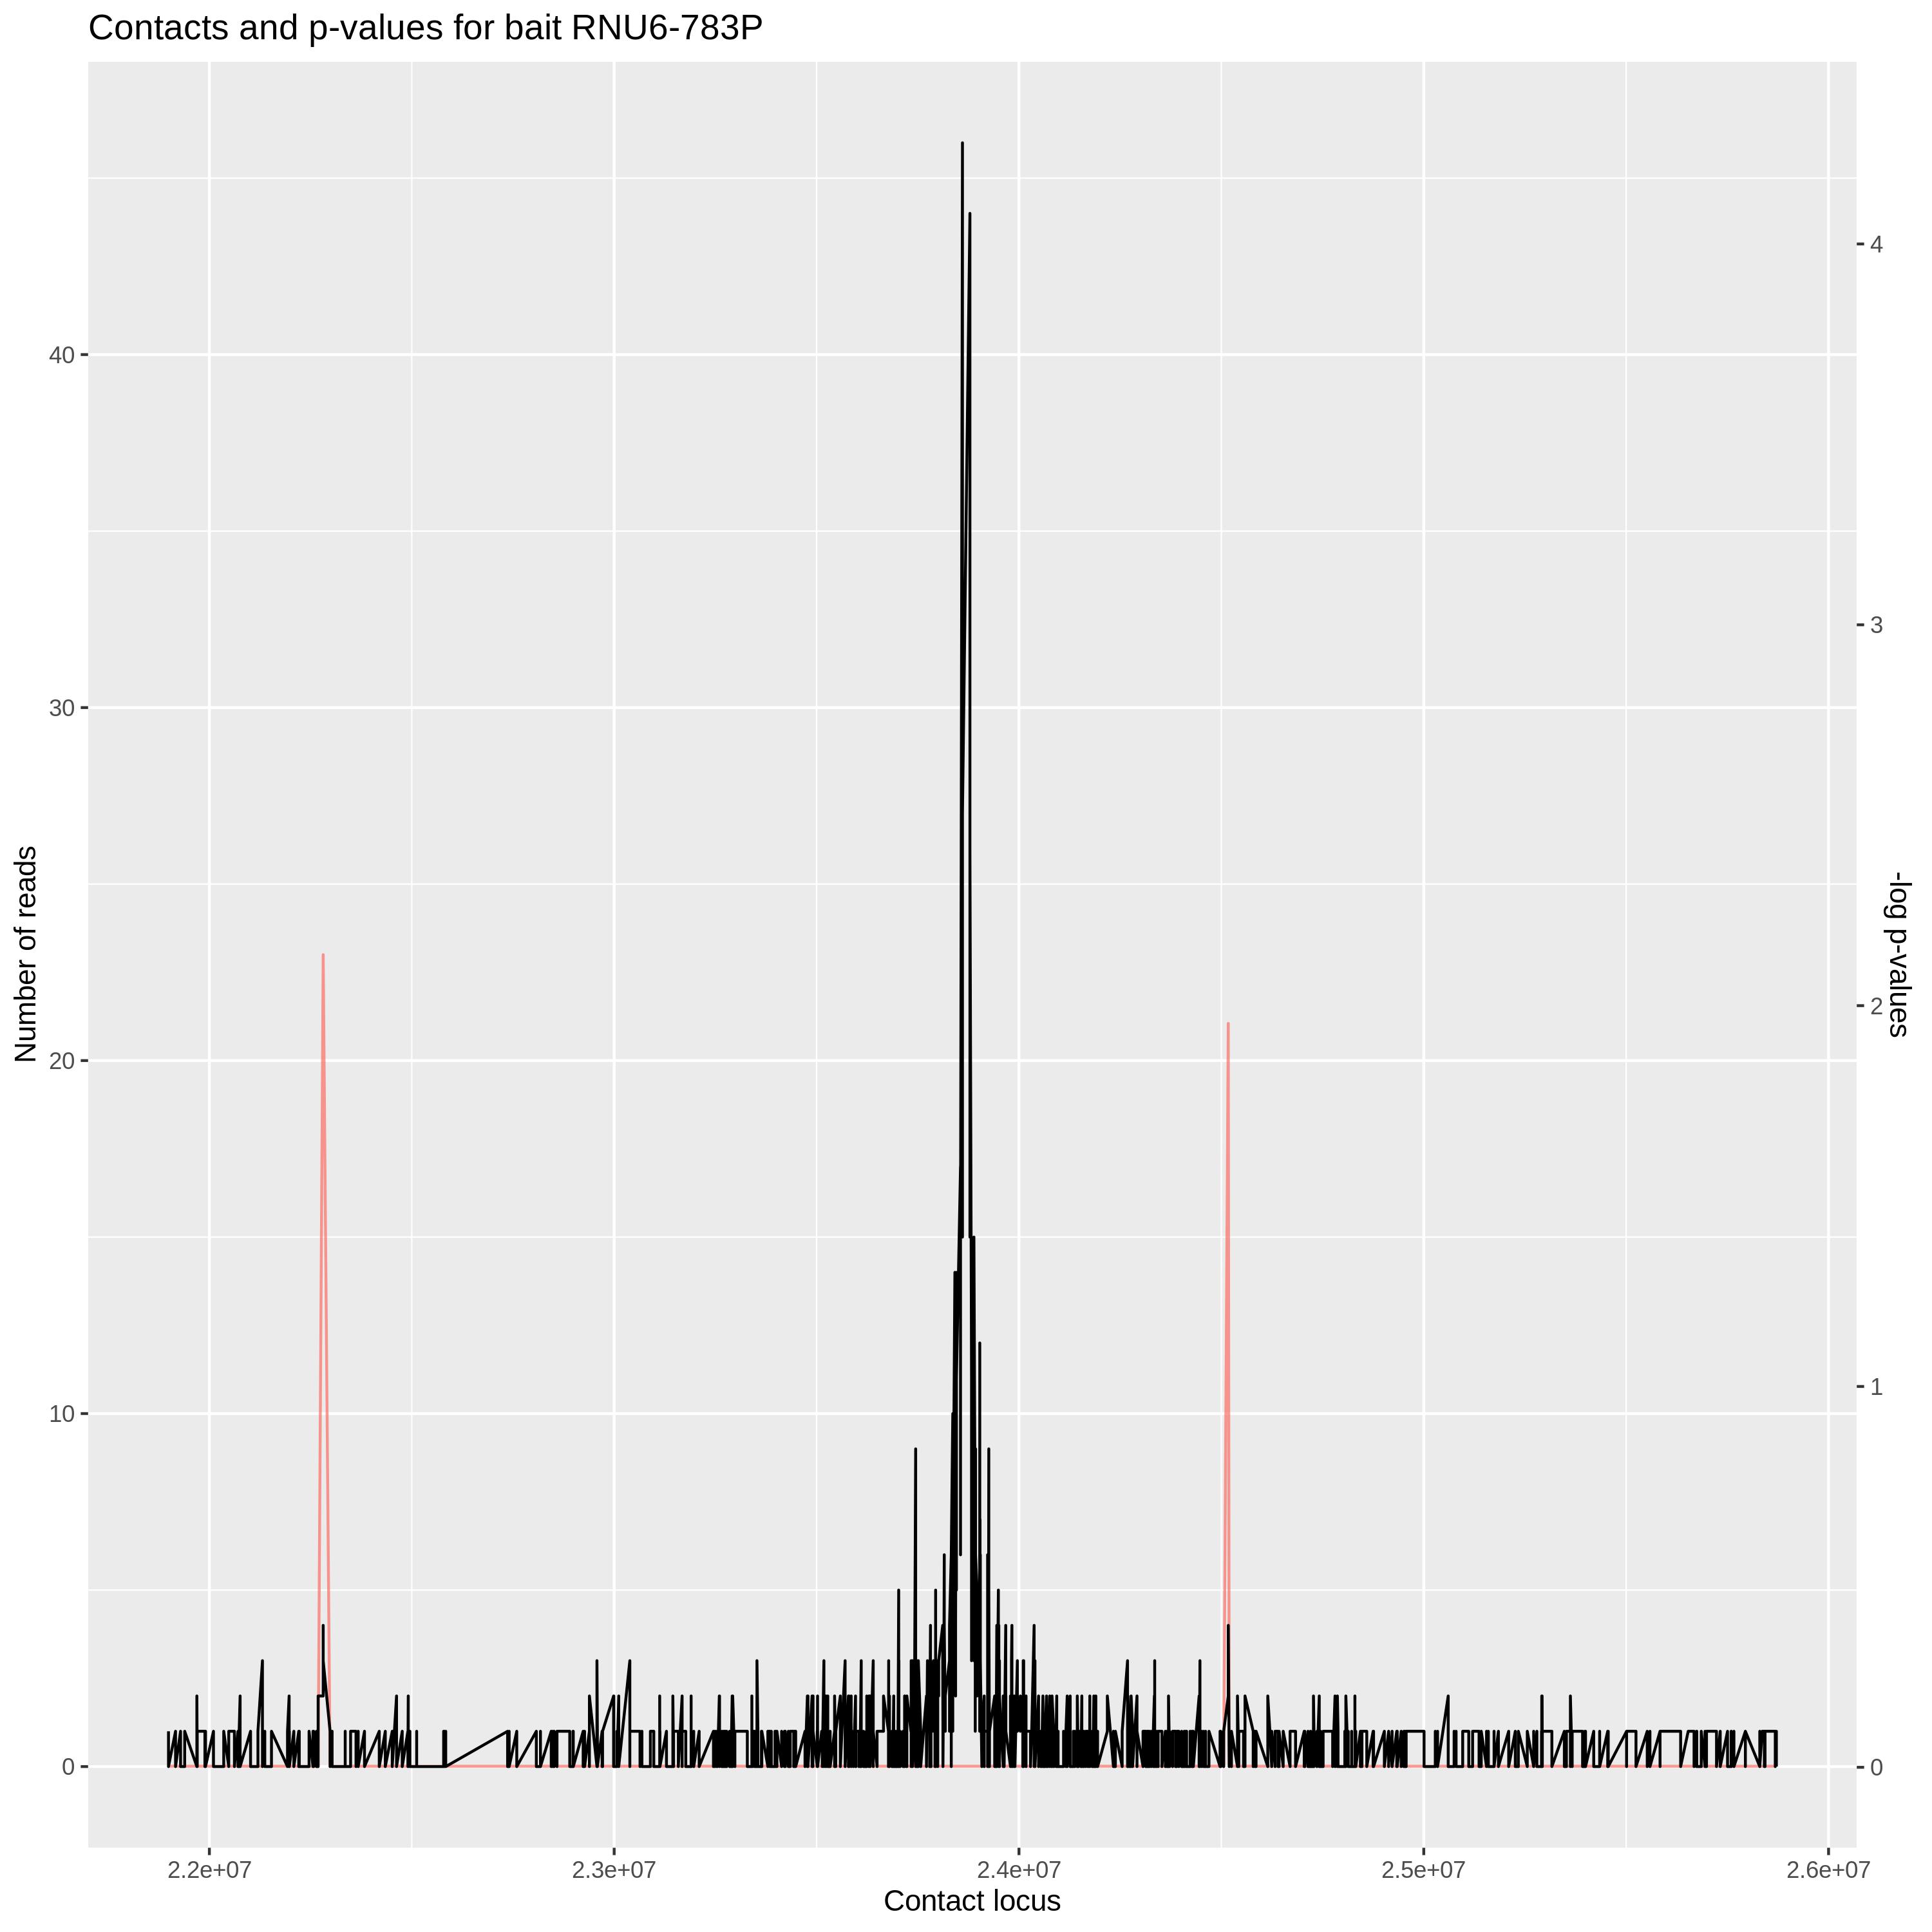 Contacts and p-values for bait RNU6-783P
Number of reads
40
30
20
10
0
4
3
2
1
0
-log p-values
2.2e+07
2.3e+07
2.4e+07
2.5e+07
2.6e+07
Contact locus